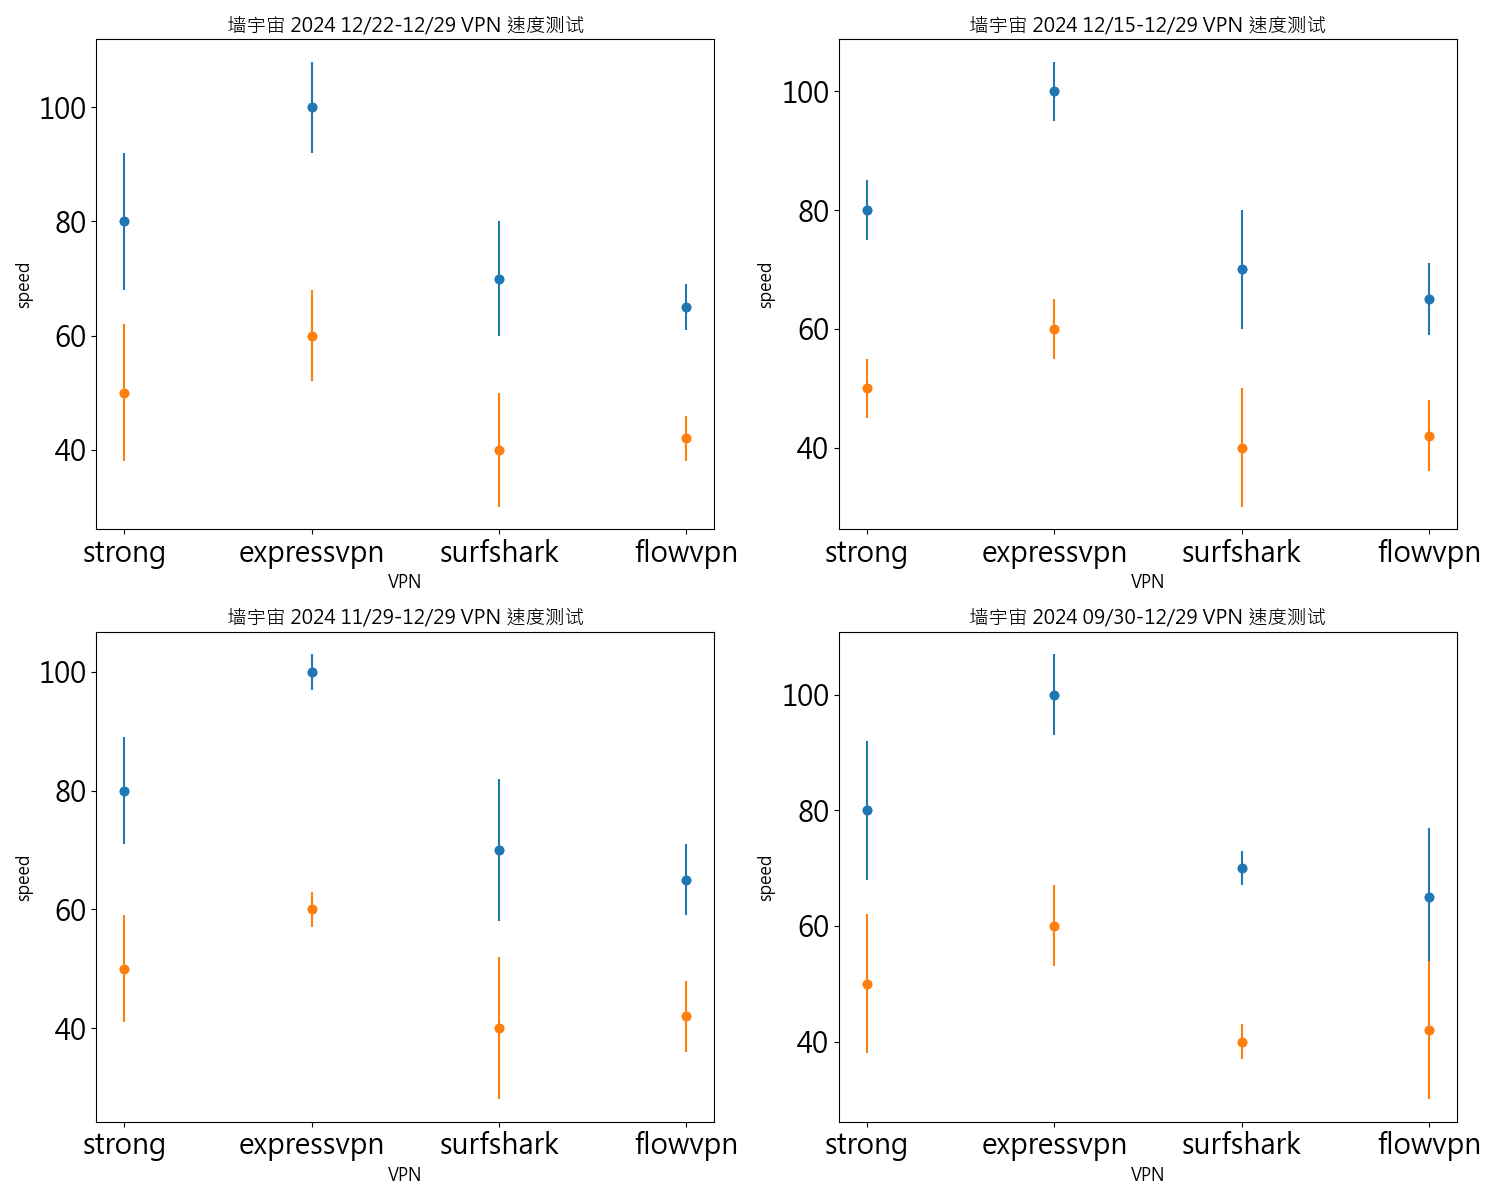 墙宇宙 2024 12/22-12/29 VPN 速度测试
100
80
60
40
speed
strong expressvpn surfshark flowvpn
VPN
墙宇宙 2024 12/15-12/29 VPN 速度测试
100
80
60
40
speed
strong expressvpn surfshark flowvpn
VPN
墙宇宙 2024 11/29-12/29 VPN 速度测试
100
80
60
40
speed
strong expressvpn surfshark flowvpn
VPN
墙宇宙 2024 09/30-12/29 VPN 速度测试
100
80
60
40
speed
strong expressvpn surfshark flowvpn
VPN